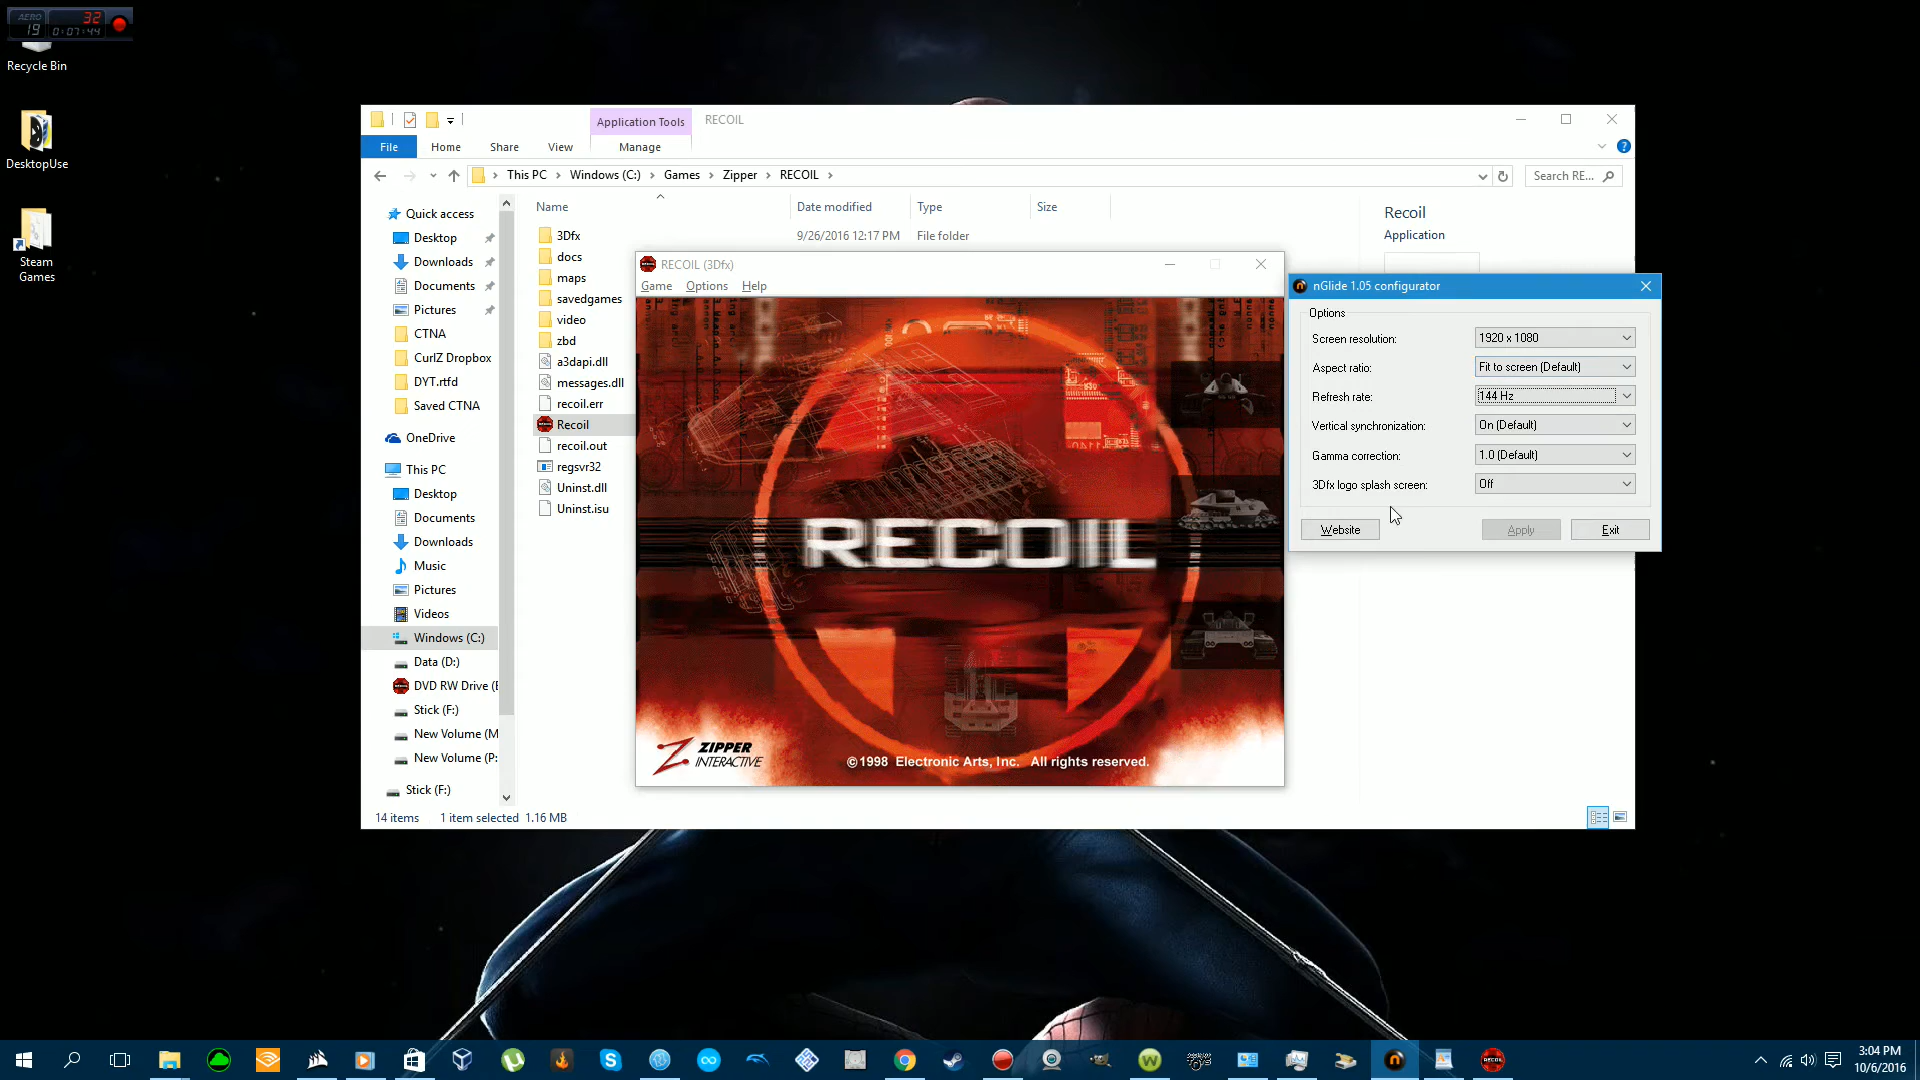 AERO
32
19
0:07:44
Recycle Bin
DesktopUse
Steam
Games
Application Tools
RECOIL
File
Home
Share
View
Manage
This PC
Windows (C:)
Games
Zipper
RECOIL
Search RE...
Name
Date modified
Type
Size
Quick access
Desktop
Downloads
Documents
Pictures
CTNA
CurlZ Dropbox
DYT.rtfd
Saved CTNA
OneDrive
This PC
Desktop
Documents
Downloads
Music
Pictures
Videos
Windows (C:)
Data (D:)
DVD RW Drive (E
Stick (F:)
New Volume (M
New Volume (P:
Stick (F:)
3Dfx
9/26/2016 12:17 PM
File folder
docs
maps
savedgames
video
zbd
a3dapi.dll
messages.dll
recoil.err
Recoil
recoil.out
regsvr32
Uninst.dll
Uninst.isu
Recoil
Application
14 items
1 item selected
1.16 MB
RECOIL (3Dfx)
Game
Options
Help
RECOIL
ZIPPER
INTERACTIVE
©1998 Electronic Arts, Inc. All rights reserved.
nGlide 1.05 configurator
Options
Screen resolution:
1920 x 1080
Aspect ratio:
Fit to screen (Default)
Refresh rate:
144 Hz
Vertical synchronization:
On (Default)
Gamma correction:
1.0 (Default)
3Dfx logo splash screen:
Off
Website
Apply
Exit
3:04 PM
10/6/2016